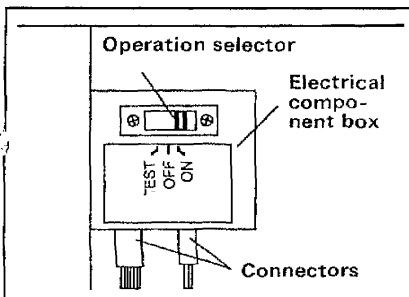 Operation selector
Electrical
compo-
nent box
TEST
OFF
ON
Connectors